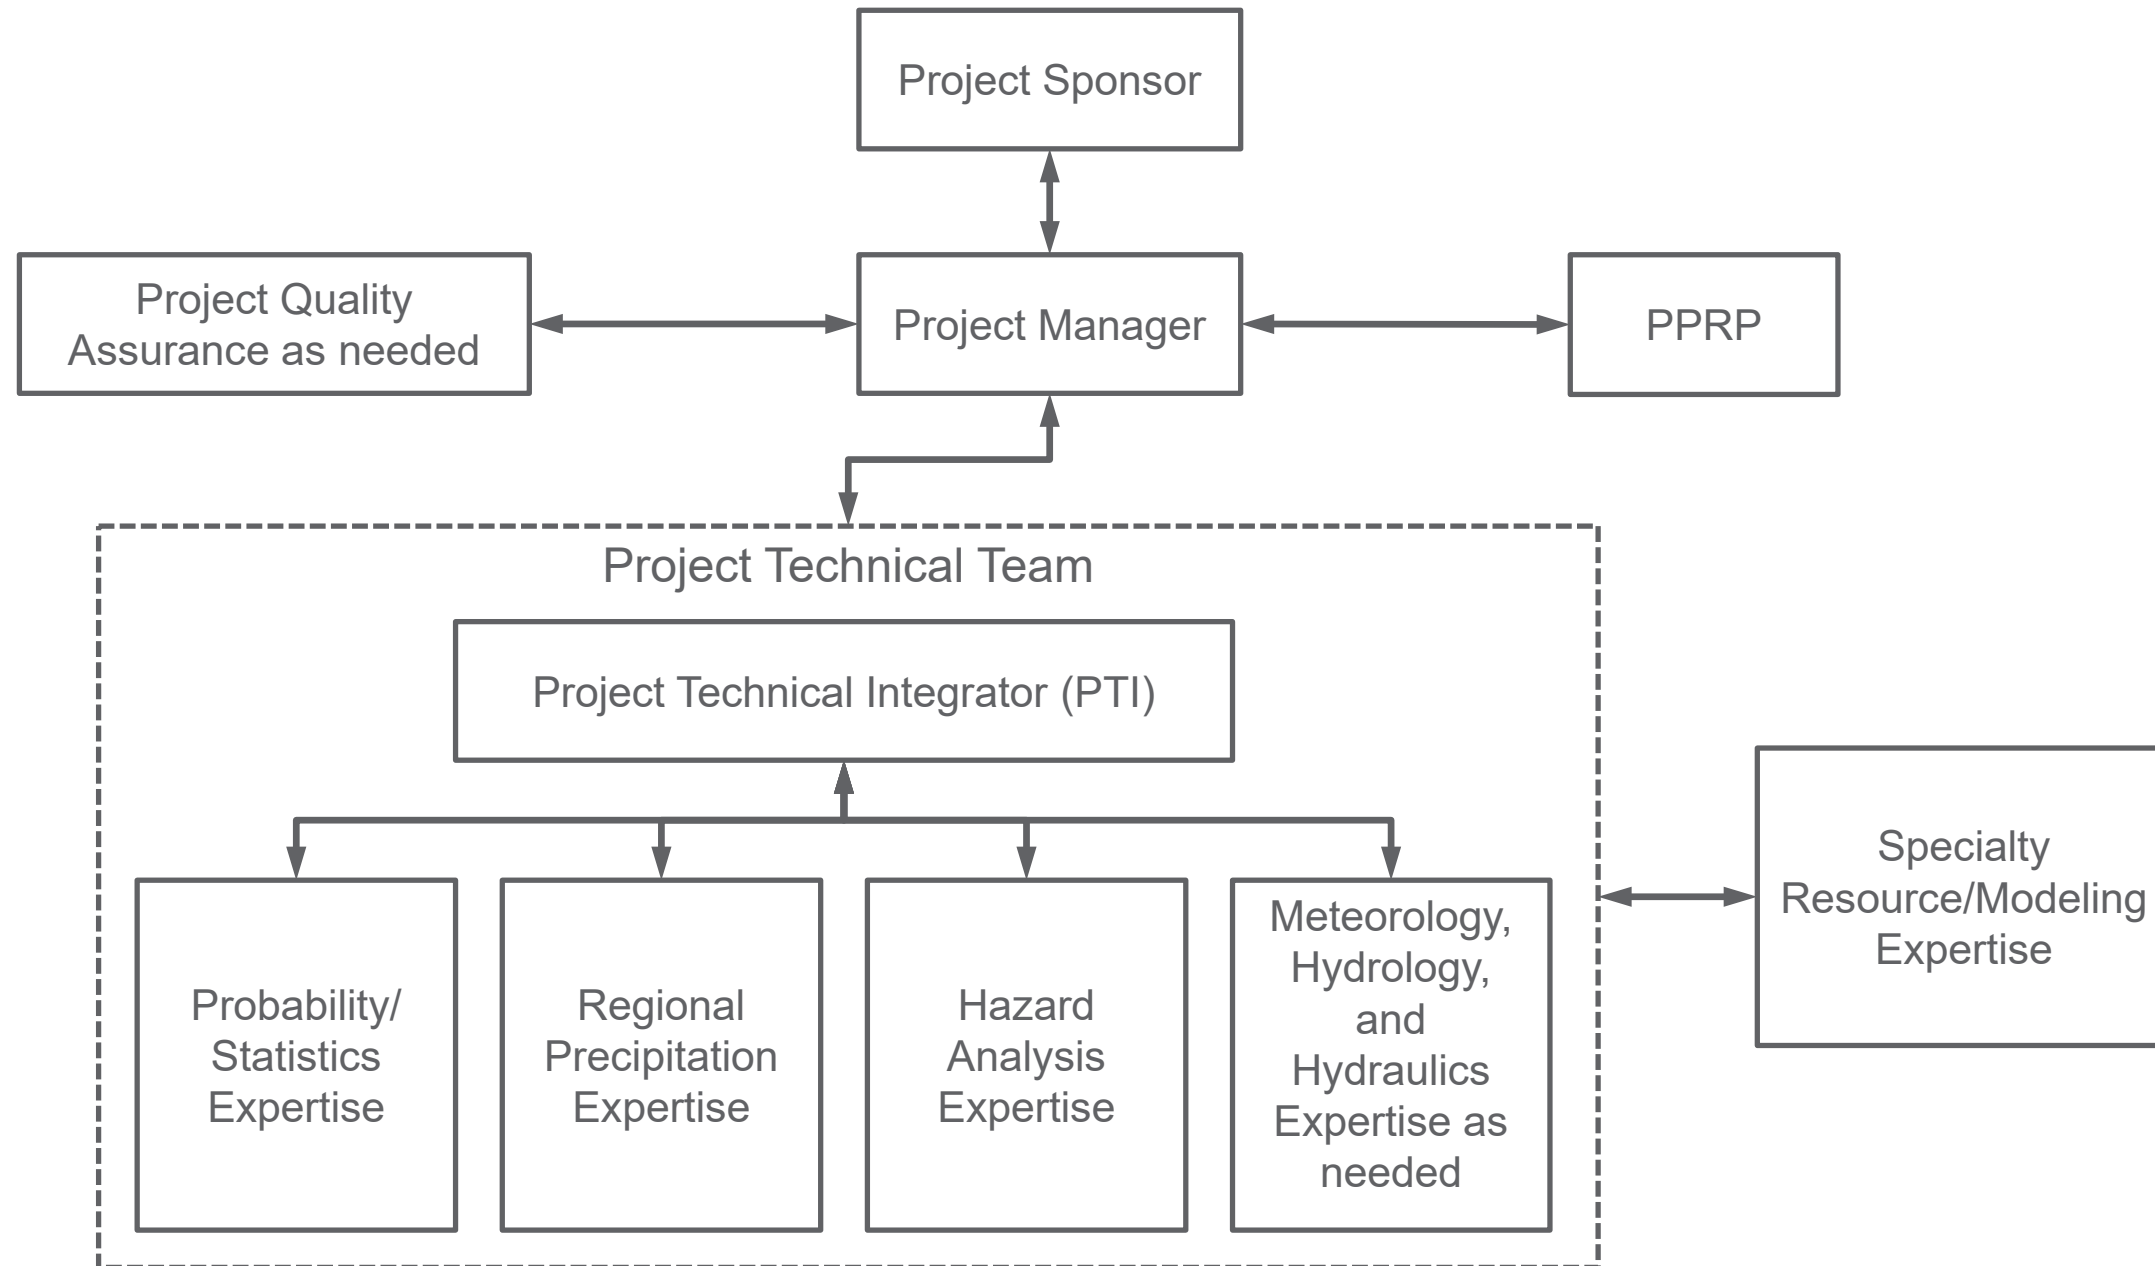 Project Sponsor
Project Quality
Assurance as needed
Project Manager
PPRP
Project Technical Team
Project Technical Integrator (PTI)
Probability/
Statistics
Expertise
Regional
Precipitation
Expertise
Hazard
Analysis
Expertise
Meteorology,
Hydrology,
and
Hydraulics
Expertise as
needed
Specialty
Resource/Modeling
Expertise